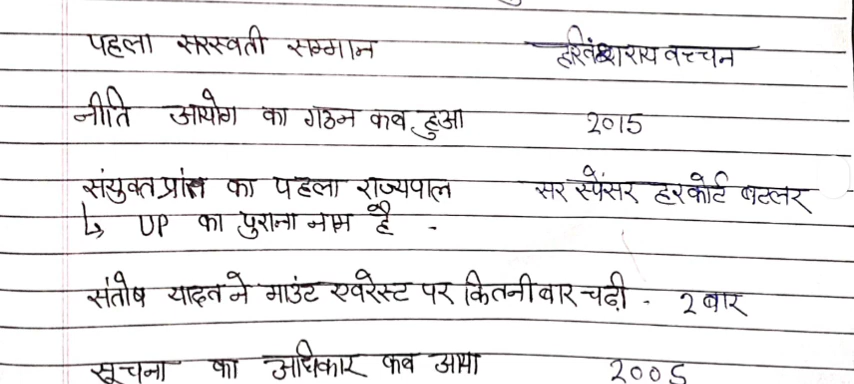 पहला सरस्वती सम्मान हरिवंशराय बच्चन
नीति आयोग का गठन कब हुआ 2015
संयुक्त प्रांत का पहला राज्यपाल सर स्पेंसर हरकोर्ट बटलर
↳ UP का पुराना नाम है -
संतोष यादव ने माउंट एवरेस्ट पर कितनी बार चढ़ी - 2 बार
सूचना का अधिकार कब आया 2005